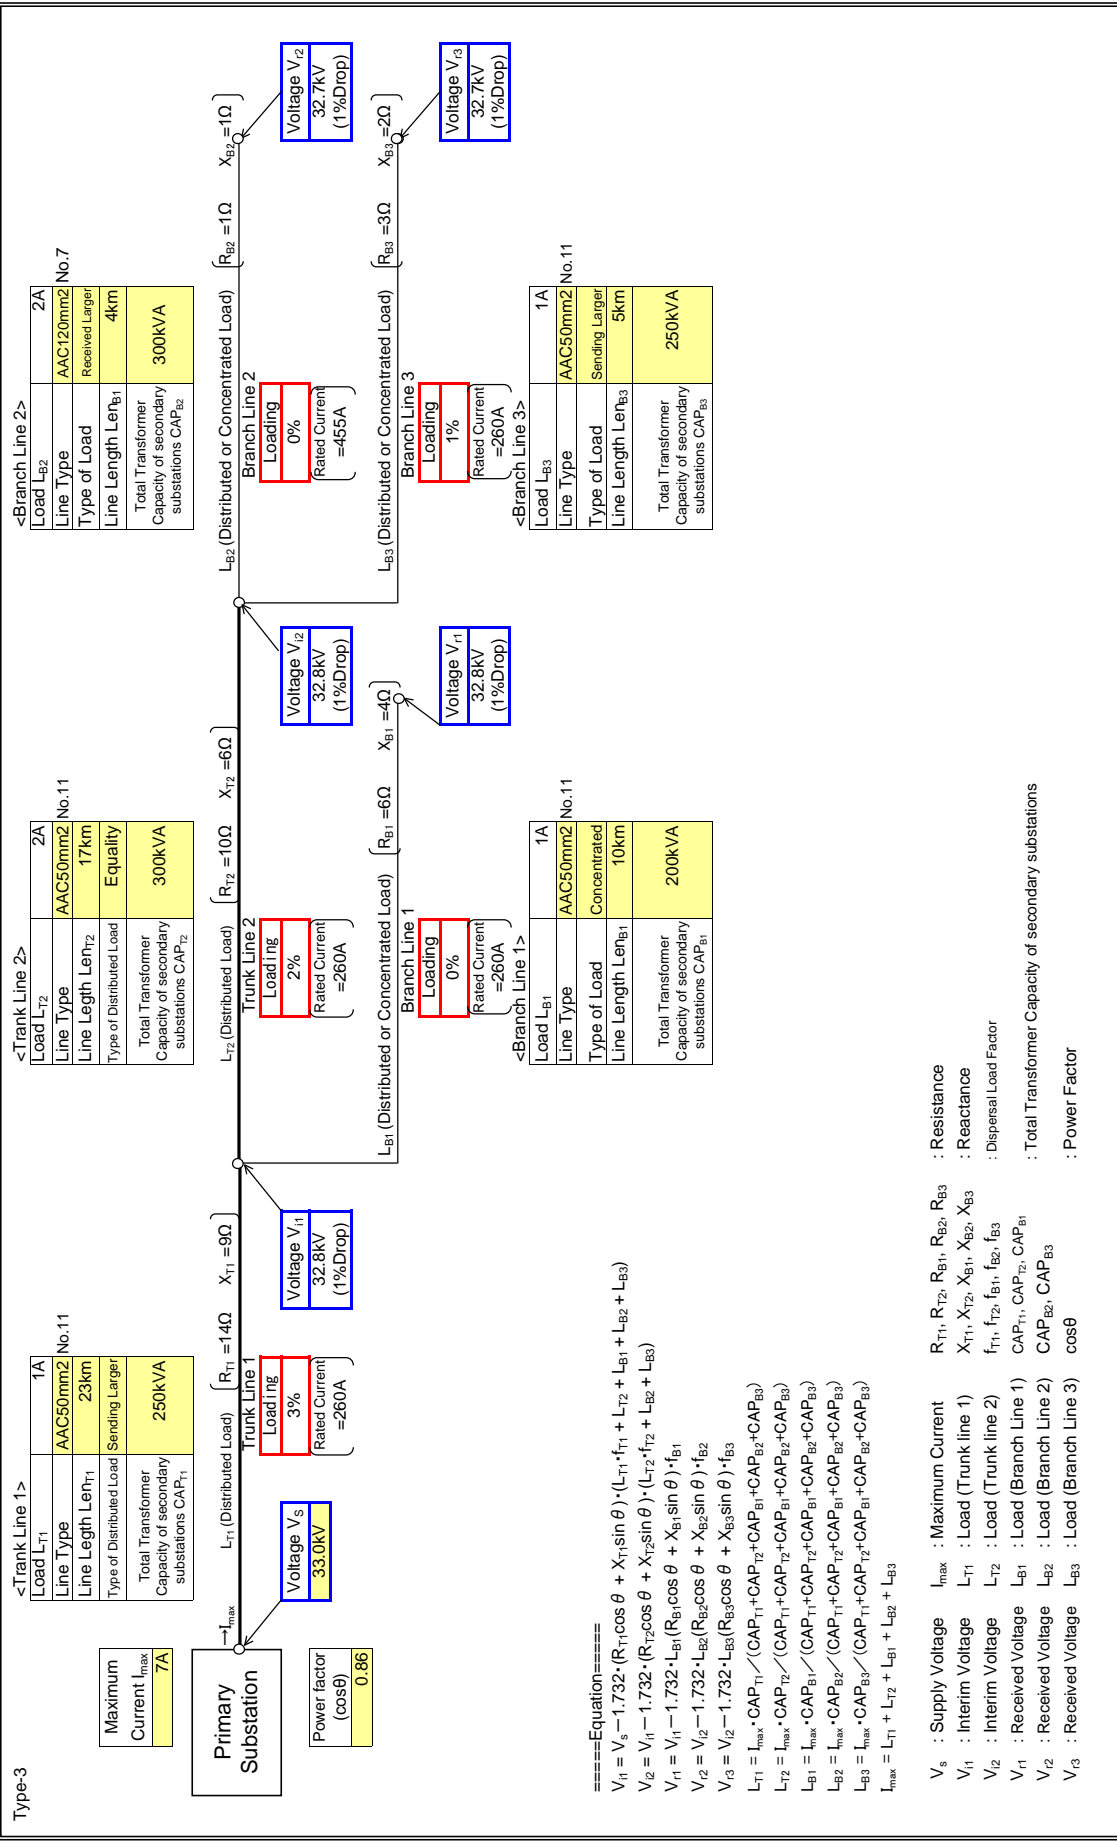 Type-3
Maximum
Current Imax
7A
Primary
Substation
Power factor
(cosθ)
0.86
→Imax
Voltage VS
33.0kV
<Trank Line 1>
Load LT1 1A
Line Type AAC50mm2 No.11
Line Legth LenT1 23km
Type of Distributed Load Sending Larger
Total Transformer
Capacity of secondary
substations CAPT1
250kVA
LT1 (Distributed Load)
RT1 =14Ω XT1 =9Ω
Trunk Line 1
Loading
3%
Rated Current
=260A
Voltage Vi1
32.8kV
(1%Drop)
<Trank Line 2>
Load LT2 2A
Line Type AAC50mm2 No.11
Line Legth LenT2 17km
Type of Distributed Load Equality
Total Transformer
Capacity of secondary
substations CAPT2
300kVA
LT2 (Distributed Load)
RT2 =10Ω XT2 =6Ω
Trunk Line 2
Loading
2%
Rated Current
=260A
Voltage Vi2
32.8kV
(1%Drop)
LB1 (Distributed or Concentrated Load)
RB1 =6Ω XB1 =4Ω
Branch Line 1
Loading
0%
Rated Current
=260A
Voltage Vr1
32.8kV
(1%Drop)
<Branch Line 1>
Load LB1 1A
Line Type AAC50mm2 No.11
Type of Load Concentrated
Line Length LenB1 10km
Total Transformer
Capacity of secondary
substations CAPB1
200kVA
<Branch Line 2>
Load LB2 2A
Line Type AAC120mm2 No.7
Type of Load Received Larger
Line Length LenB1 4km
Total Transformer
Capacity of secondary
substations CAPB2
300kVA
LB2 (Distributed or Concentrated Load)
RB2 =1Ω XB2 =1Ω
Branch Line 2
Loading
0%
Rated Current
=455A
Voltage Vr2
32.7kV
(1%Drop)
LB3 (Distributed or Concentrated Load)
RB3 =3Ω XB3 =2Ω
Branch Line 3
Loading
1%
Rated Current
=260A
Voltage Vr3
32.7kV
(1%Drop)
<Branch Line 3>
Load LB3 1A
Line Type AAC50mm2 No.11
Type of Load Sending Larger
Line Length LenB3 5km
Total Transformer
Capacity of secondary
substations CAPB3
250kVA
=====Equation=====
Vi1 = Vs－1.732・(RT1cos θ + XT1sin θ)・(LT1・fT1 + LT2 + LB1 + LB2 + LB3)
Vi2 = Vi1－1.732・(RT2cos θ + XT2sin θ)・(LT2・fT2 + LB2 + LB3)
Vr1 = Vi1－1.732・LB1(RB1cos θ + XB1sin θ)・fB1
Vr2 = Vi2－1.732・LB2(RB2cos θ + XB2sin θ)・fB2
Vr3 = Vi2－1.732・LB3(RB3cos θ + XB3sin θ)・fB3
LT1 = Imax・CAPT1／(CAPT1+CAPT2+CAPB1+CAPB2+CAPB3)
LT2 = Imax・CAPT2／(CAPT1+CAPT2+CAPB1+CAPB2+CAPB3)
LB1 = Imax・CAPB1／(CAPT1+CAPT2+CAPB1+CAPB2+CAPB3)
LB2 = Imax・CAPB2／(CAPT1+CAPT2+CAPB1+CAPB2+CAPB3)
LB3 = Imax・CAPB3／(CAPT1+CAPT2+CAPB1+CAPB2+CAPB3)
Imax = LT1 + LT2 + LB1 + LB2 + LB3
Vs : Supply Voltage Imax : Maximum Current RT1, RT2, RB1, RB2, RB3 : Resistance
Vi1 : Interim Voltage LT1 : Load (Trunk line 1) XT1, XT2, XB1, XB2, XB3 : Reactance
Vi2 : Interim Voltage LT2 : Load (Trunk line 2) fT1, fT2, fB1, fB2, fB3 : Dispersal Load Factor
Vr1 : Received Voltage LB1 : Load (Branch Line 1) CAPT1, CAPT2, CAPB1 : Total Transformer Capacity of secondary substations
Vr2 : Received Voltage LB2 : Load (Branch Line 2) CAPB2, CAPB3
Vr3 : Received Voltage LB3 : Load (Branch Line 3) cosθ : Power Factor